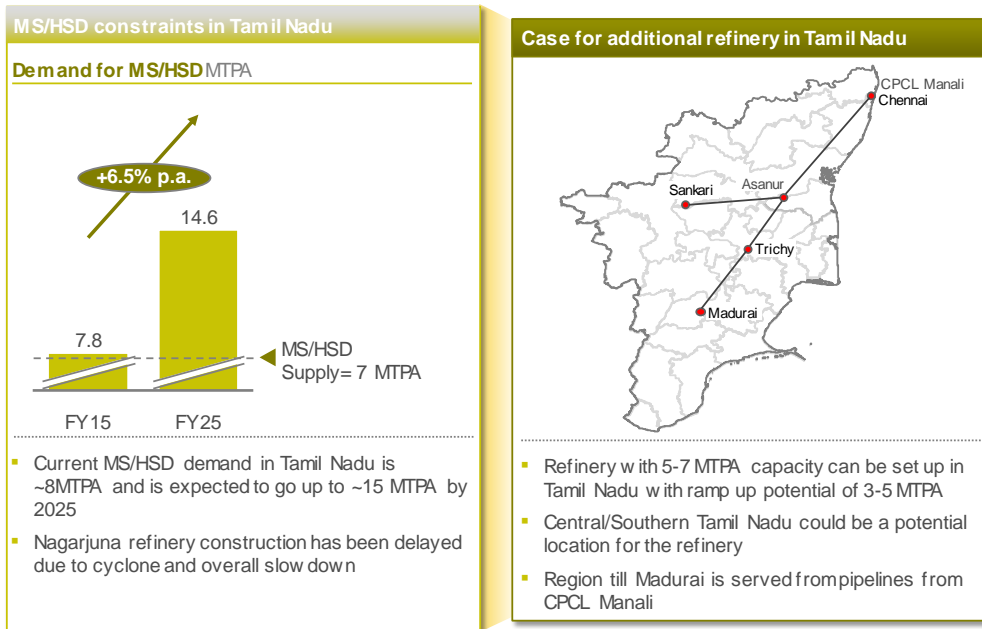 MS/HSD constraints in Tamil Nadu
Demand for MS/HSD MTPA
+6.5% p.a.
14.6
7.8
MS/HSD
Supply= 7 MTPA
FY15 FY25
▪ Current MS/HSD demand in Tamil Nadu is
~8MTPA and is expected to go up to ~15 MTPA by
2025
▪ Nagarjuna refinery construction has been delayed
due to cyclone and overall slow down
Case for additional refinery in Tamil Nadu
CPCL Manali
Chennai
Sankari
Asanur
Trichy
Madurai
▪ Refinery with 5-7 MTPA capacity can be set up in
Tamil Nadu with ramp up potential of 3-5 MTPA
▪ Central/Southern Tamil Nadu could be a potential
location for the refinery
▪ Region till Madurai is served from pipelines from
CPCL Manali